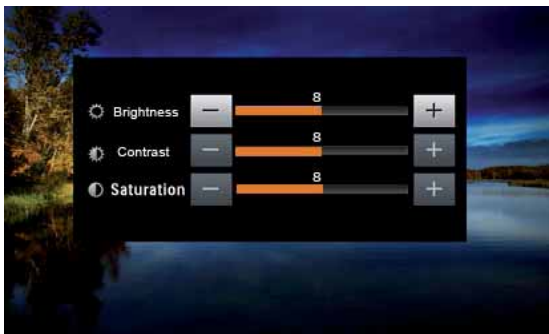 8
Brightness — +
8
Contrast — +
8
Saturation — +